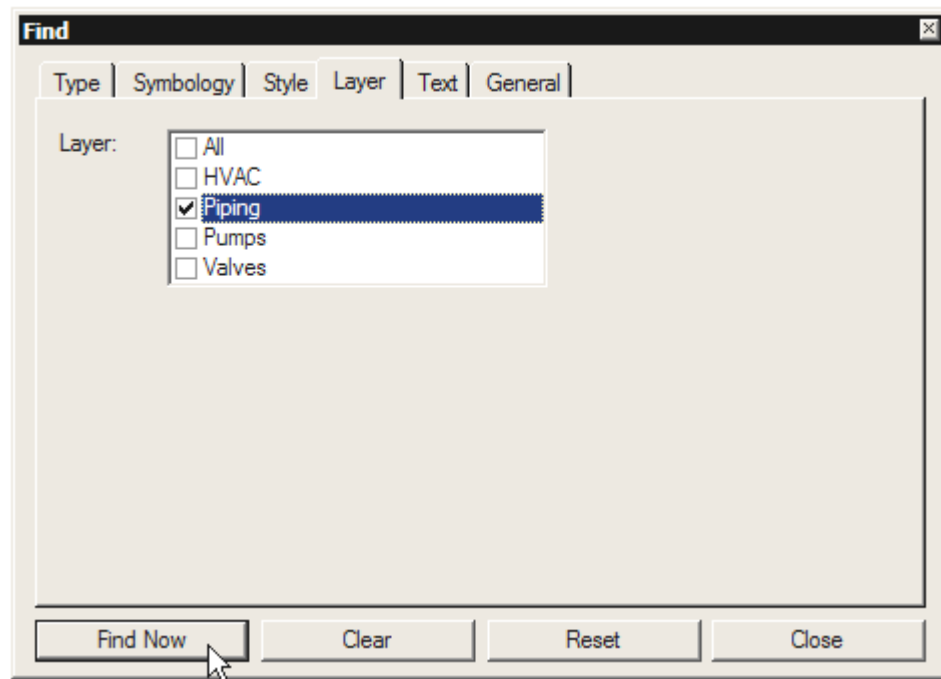 Find
Type Symbology Style Layer Text General
Layer:
All
HVAC
Piping
Pumps
Valves
Find Now Clear Reset Close